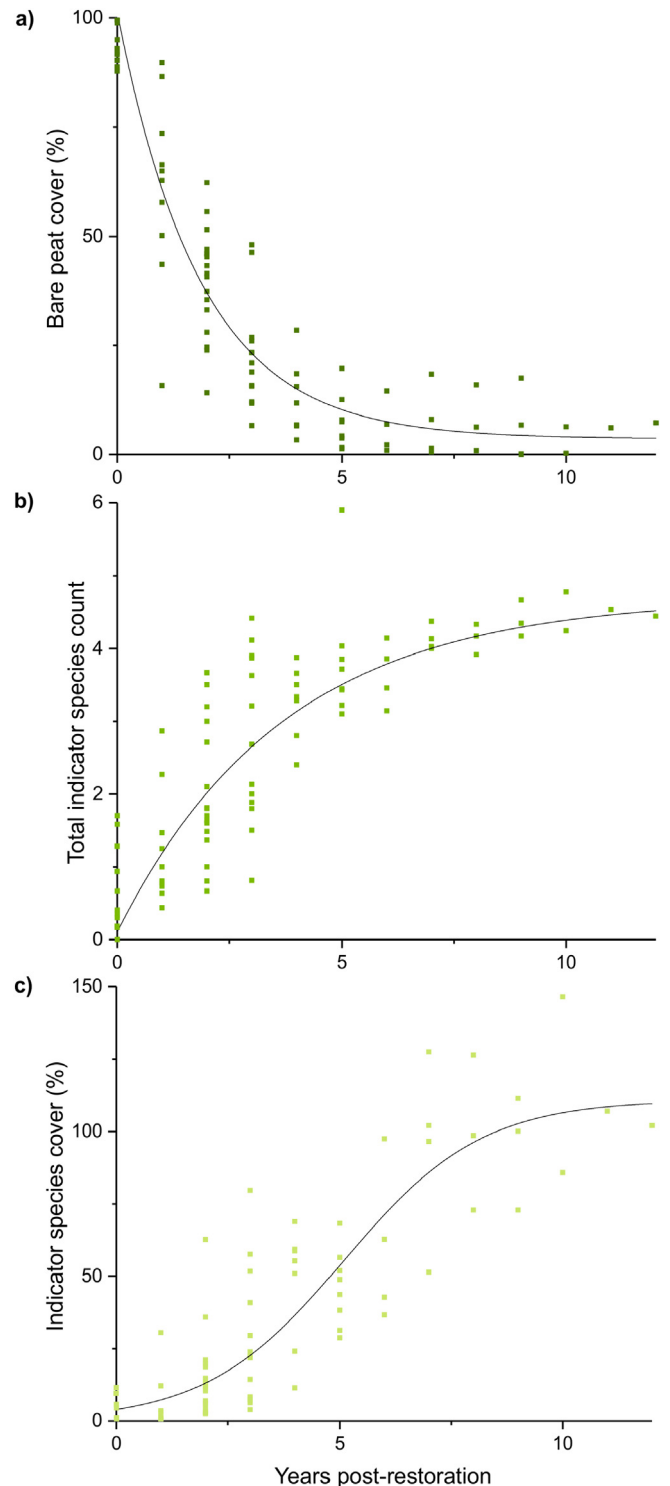 a)
Bare peat cover (%)
100
50
0
0 5 10
b)
Total indicator species count
6
4
2
0
0 5 10
c)
Indicator species cover (%)
150
100
50
0
0 5 10
Years post-restoration